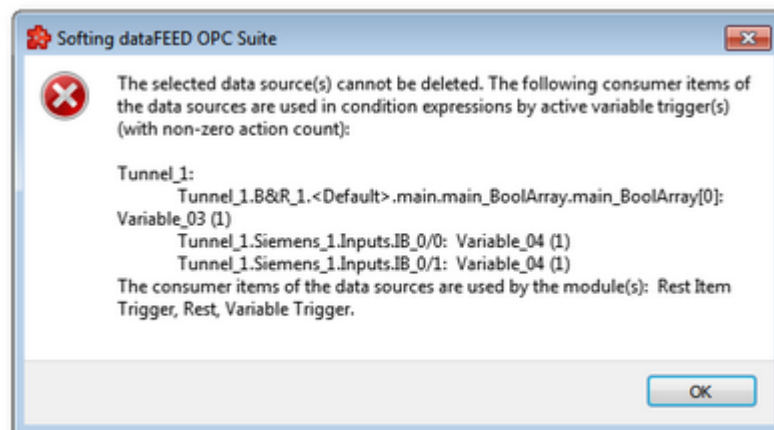 Softing dataFEED OPC Suite
The selected data source(s) cannot be deleted. The following consumer items of
the data sources are used in condition expressions by active variable trigger(s)
(with non-zero action count):
Tunnel_1:
Tunnel_1.B&R_1.<Default>.main.main_BoolArray.main_BoolArray[0]:
Variable_03 (1)
Tunnel_1.Siemens_1.Inputs.IB_0/0: Variable_04 (1)
Tunnel_1.Siemens_1.Inputs.IB_0/1: Variable_04 (1)
The consumer items of the data sources are used by the module(s): Rest Item
Trigger, Rest, Variable Trigger.
OK